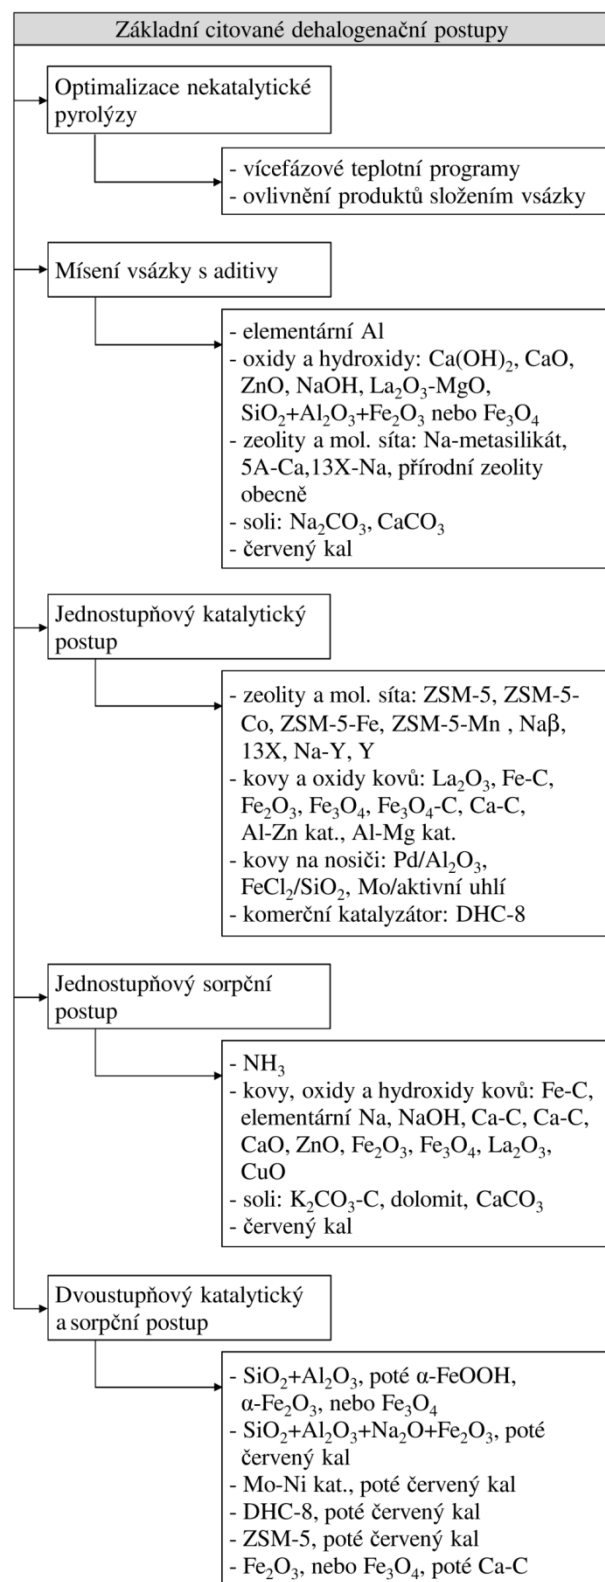 Základní citované dehalogenační postupy
Optimalizace nekatalytické
pyrolýzy
- vícefázové teplotní programy
- ovlivnění produktů složením vsázky
Mísení vsázky s aditivy
- elementární Al
- oxidy a hydroxidy: Ca(OH)₂, CaO,
ZnO, NaOH, La₂O₃-MgO,
SiO₂+Al₂O₃+Fe₂O₃ nebo Fe₃O₄
- zeolity a mol. síta: Na-metasilikát,
5A-Ca,13X-Na, přírodní zeolity
obecně
- soli: Na₂CO₃, CaCO₃
- červený kal
Jednostupňový katalytický
postup
- zeolity a mol. síta: ZSM-5, ZSM-5-
Co, ZSM-5-Fe, ZSM-5-Mn , Naβ,
13X, Na-Y, Y
- kovy a oxidy kovů: La₂O₃, Fe-C,
Fe₂O₃, Fe₃O₄, Fe₃O₄-C, Ca-C,
Al-Zn kat., Al-Mg kat.
- kovy na nosiči: Pd/Al₂O₃,
FeCl₂/SiO₂, Mo/aktivní uhlí
- komerční katalyzátor: DHC-8
Jednostupňový sorpční
postup
- NH₃
- kovy, oxidy a hydroxidy kovů: Fe-C,
elementární Na, NaOH, Ca-C, Ca-C,
CaO, ZnO, Fe₂O₃, Fe₃O₄, La₂O₃,
CuO
- soli: K₂CO₃-C, dolomit, CaCO₃
- červený kal
Dvoustupňový katalytický
a sorpční postup
- SiO₂+Al₂O₃, poté α-FeOOH,
α-Fe₂O₃, nebo Fe₃O₄
- SiO₂+Al₂O₃+Na₂O+Fe₂O₃, poté
červený kal
- Mo-Ni kat., poté červený kal
- DHC-8, poté červený kal
- ZSM-5, poté červený kal
- Fe₂O₃, nebo Fe₃O₄, poté Ca-C